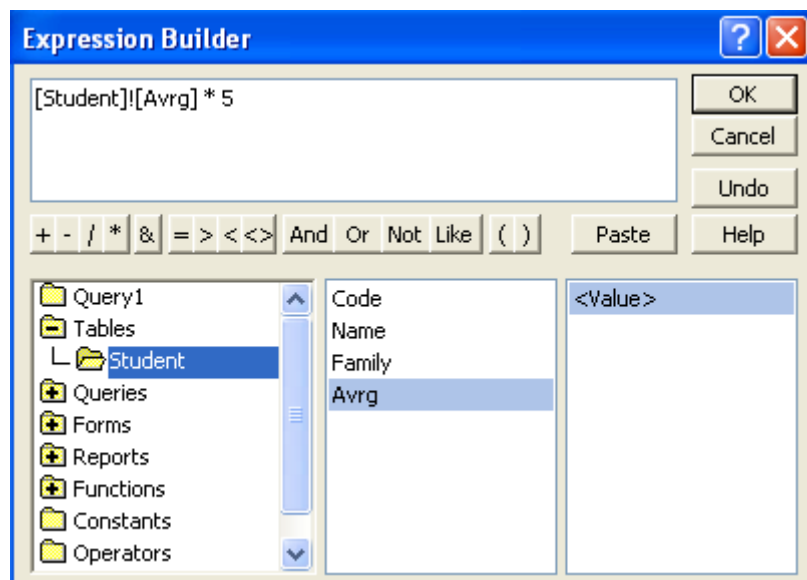 Expression Builder
?
[Student]![Avrg] * 5
OK
Cancel
Undo
+ - / * & = > < <> And Or Not Like ( ) Paste Help
Query1
Tables
Student
Queries
Forms
Reports
Functions
Constants
Operators
Code
Name
Family
Avrg
<Value>